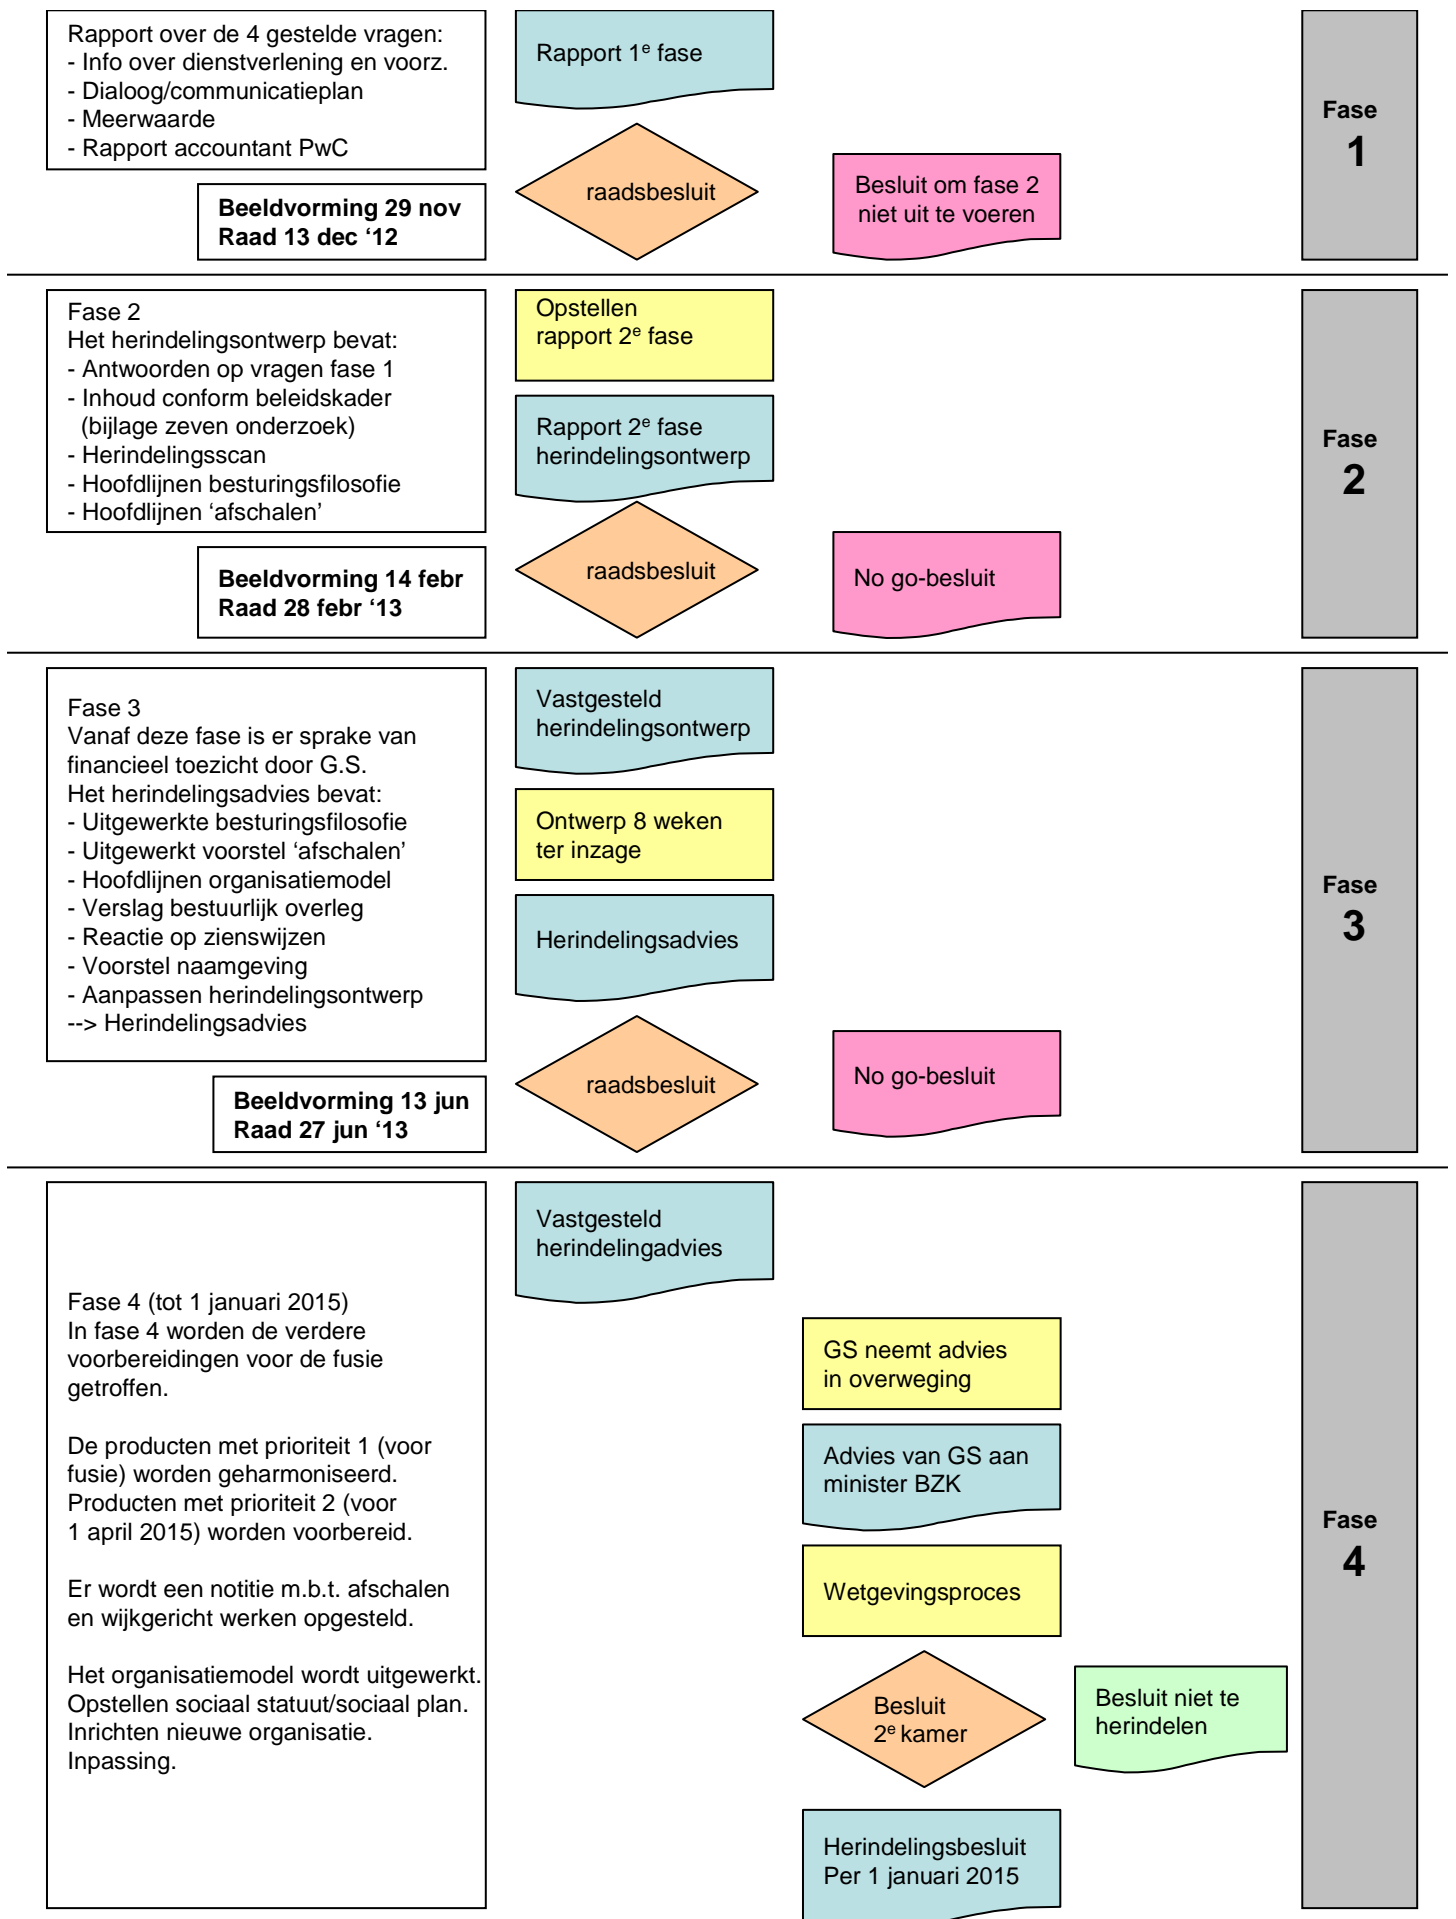 Rapport over de 4 gestelde vragen:
- Info over dienstverlening en voorz.
- Dialoog/communicatieplan
- Meerwaarde
- Rapport accountant PwC
Beeldvorming 29 nov
Raad 13 dec ‘12
Rapport 1e fase
raadsbesluit
Besluit om fase 2
niet uit te voeren
Fase
1
Fase 2
Het herindelingsontwerp bevat:
- Antwoorden op vragen fase 1
- Inhoud conform beleidskader
(bijlage zeven onderzoek)
- Herindelingsscan
- Hoofdlijnen besturingsfilosofie
- Hoofdlijnen ‘afschalen’
Beeldvorming 14 febr
Raad 28 febr ‘13
Opstellen
rapport 2e fase
Rapport 2e fase
herindelingsontwerp
raadsbesluit
No go-besluit
Fase
2
Fase 3
Vanaf deze fase is er sprake van
financieel toezicht door G.S.
Het herindelingsadvies bevat:
- Uitgewerkte besturingsfilosofie
- Uitgewerkt voorstel ‘afschalen’
- Hoofdlijnen organisatiemodel
- Verslag bestuurlijk overleg
- Reactie op zienswijzen
- Voorstel naamgeving
- Aanpassen herindelingsontwerp
--> Herindelingsadvies
Beeldvorming 13 jun
Raad 27 jun ‘13
Vastgesteld
herindelingsontwerp
Ontwerp 8 weken
ter inzage
Herindelingsadvies
raadsbesluit
No go-besluit
Fase
3
Fase 4 (tot 1 januari 2015)
In fase 4 worden de verdere
voorbereidingen voor de fusie
getroffen.
De producten met prioriteit 1 (voor
fusie) worden geharmoniseerd.
Producten met prioriteit 2 (voor
1 april 2015) worden voorbereid.
Er wordt een notitie m.b.t. afschalen
en wijkgericht werken opgesteld.
Het organisatiemodel wordt uitgewerkt.
Opstellen sociaal statuut/sociaal plan.
Inrichten nieuwe organisatie.
Inpassing.
Vastgesteld
herindelingadvies
GS neemt advies
in overweging
Advies van GS aan
minister BZK
Wetgevingsproces
Besluit
2e kamer
Besluit niet te
herindelen
Herindelingsbesluit
Per 1 januari 2015
Fase
4